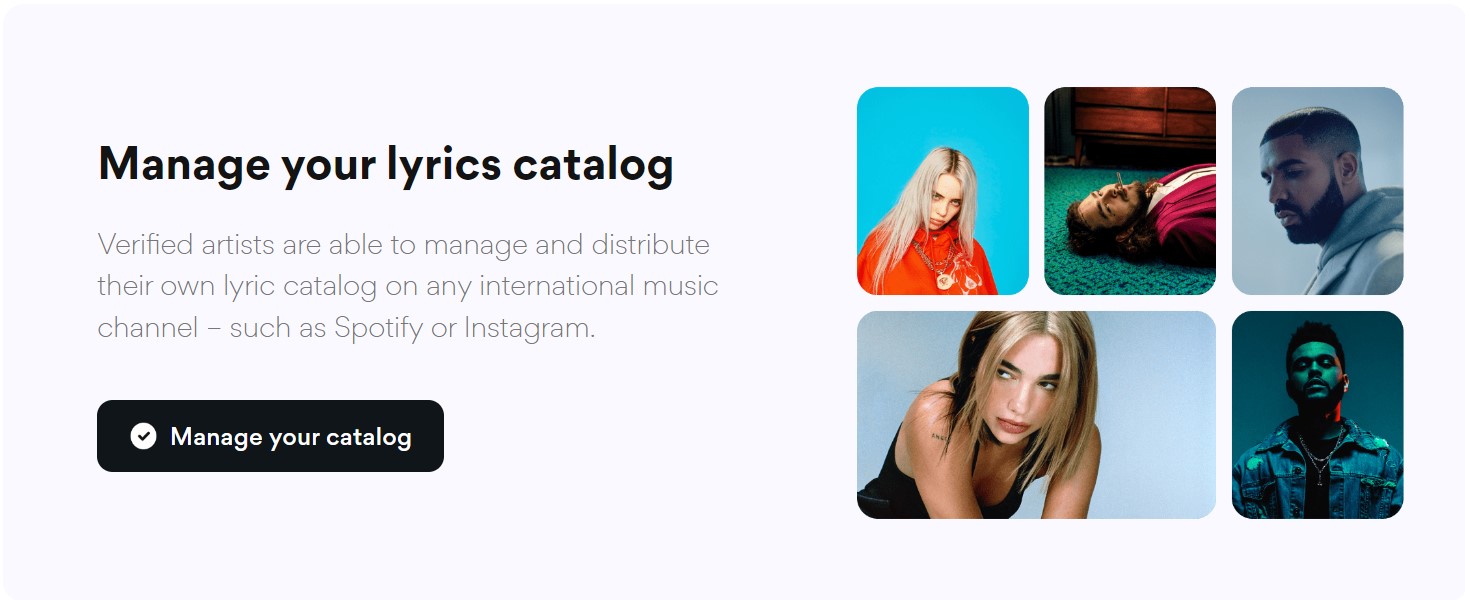 Manage your lyrics catalog
Verified artists are able to manage and distribute
their own lyric catalog on any international music
channel – such as Spotify or Instagram.
Manage your catalog